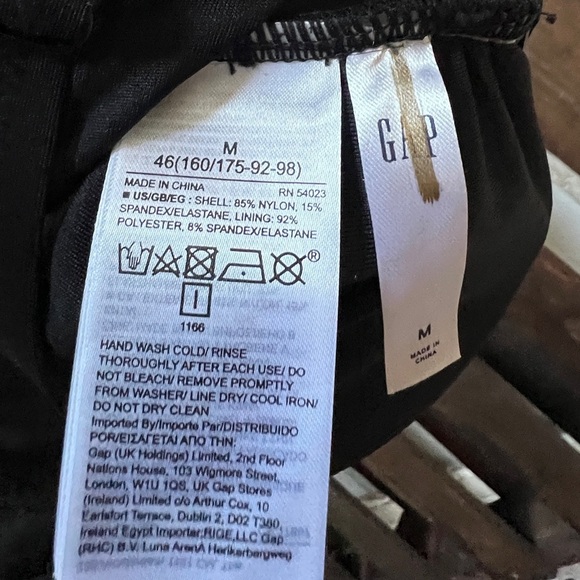 M
46(160/175-92-98)
MADE IN CHINA RN 54023
■ US/GB/EG : SHELL: 85% NYLON, 15%
SPANDEX/ELASTANE, LINING: 92%
POLYESTER, 8% SPANDEX/ELASTANE
1166
HAND WASH COLD/ RINSE
THOROUGHLY AFTER EACH USE/ DO
NOT BLEACH/ REMOVE PROMPTLY
FROM WASHER/ LINE DRY/ COOL IRON/
DO NOT DRY CLEAN
Imported By/Importe Par/DISTRIBUIDO
POR/ΕΙΣΑΓΕΤΑΙ ΑΠΟ ΤΗΝ:
Gap (UK Holdings) Limited, 2nd Floor
Nations House, 103 Wigmore Street,
London, W1U 1QS, UK Gap Stores
(Ireland) Limited c/o Arthur Cox, 10
Earlsfort Terrace, Dublin 2, D02 T380
Ireland Egypt Importer:RIGE,LLC Gap
(RHC) B.V. Luna ArenA Herikerbergweg
GAP
M
MADE IN
CHINA